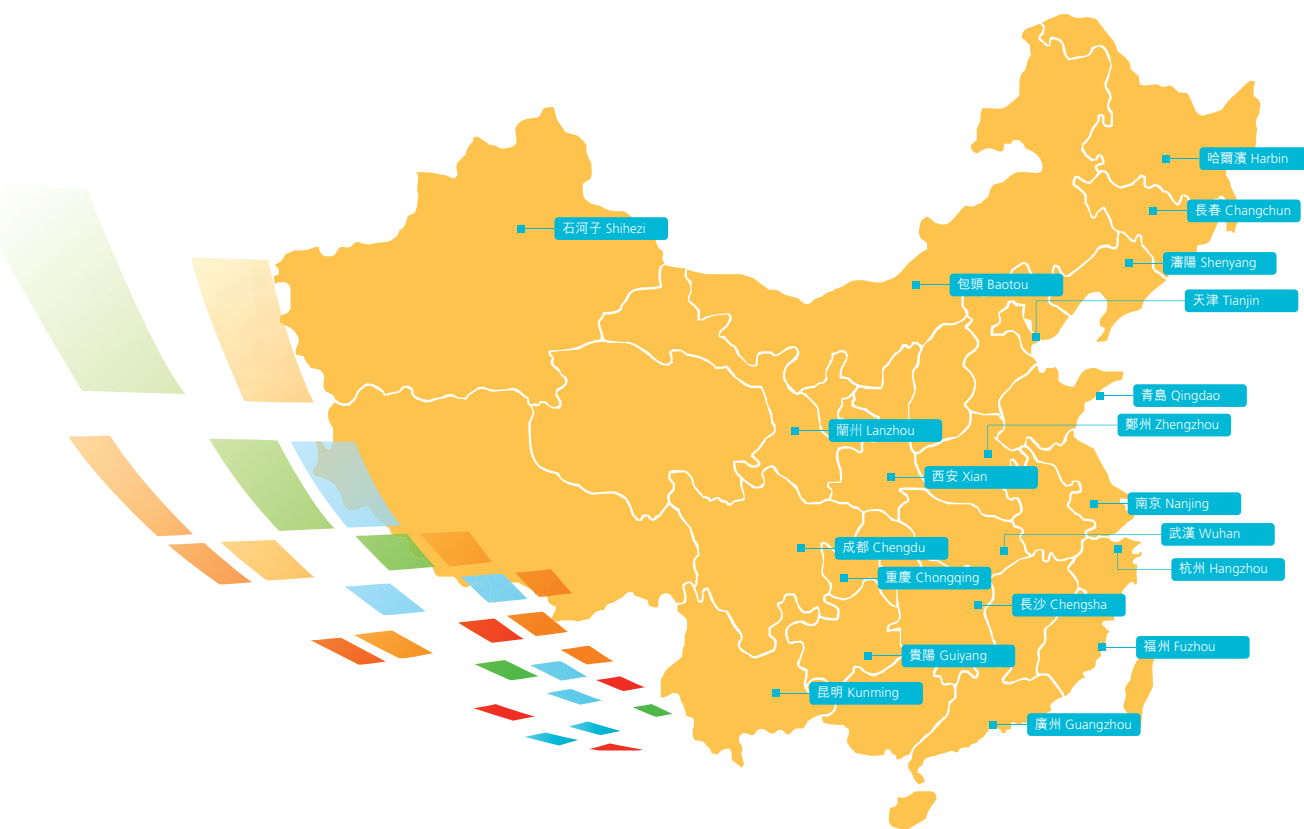 哈爾濱 Harbin
長春 Changchun
石河子 Shihezi
瀋陽 Shenyang
包頭 Baotou
天津 Tianjin
青島 Qingdao
鄭州 Zhengzhou
蘭州 Lanzhou
西安 Xian
南京 Nanjing
武漢 Wuhan
成都 Chengdu
杭州 Hangzhou
重慶 Chongqing
長沙 Chengsha
福州 Fuzhou
貴陽 Guiyang
昆明 Kunming
廣州 Guangzhou